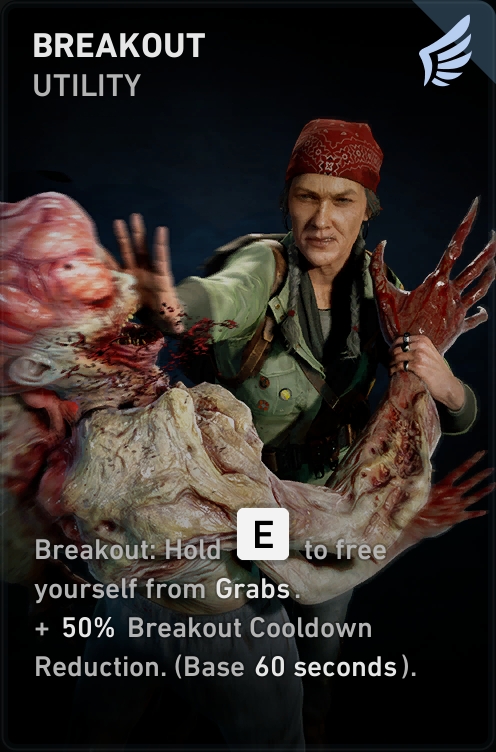 BREAKOUT
UTILITY
Breakout: Hold E to free
yourself from Grabs.
+ 50% Breakout Cooldown
Reduction. (Base 60 seconds).